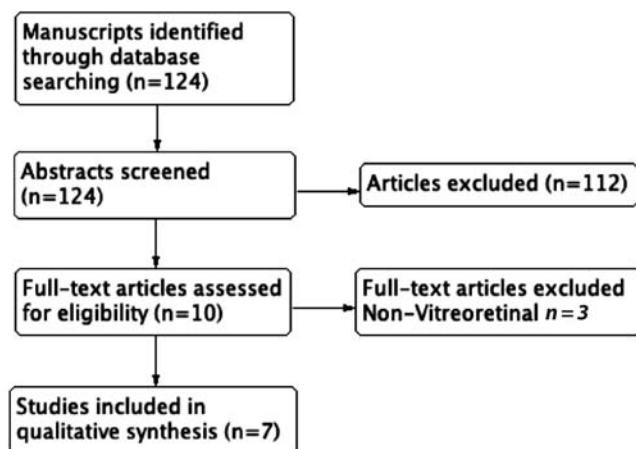 Manuscripts identified
through database
searching (n=124)
Abstracts screened
(n=124)
Articles excluded (n=112)
Full-text articles assessed
for eligibility (n=10)
Full-text articles excluded
Non-Vitreoretinal n=3
Studies included in
qualitative synthesis (n=7)